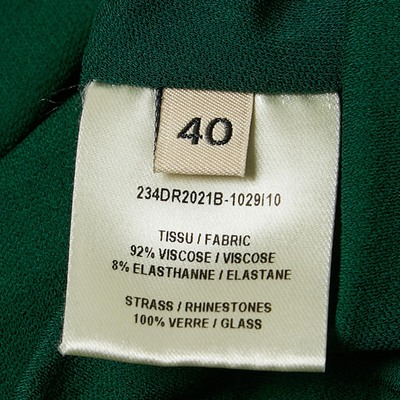 40
234DR2021B-1029I10
TISSU / FABRIC
92% VISCOSE / VISCOSE
8% ELASTHANNE / ELASTANE
STRASS / RHINESTONES
100% VERRE / GLASS